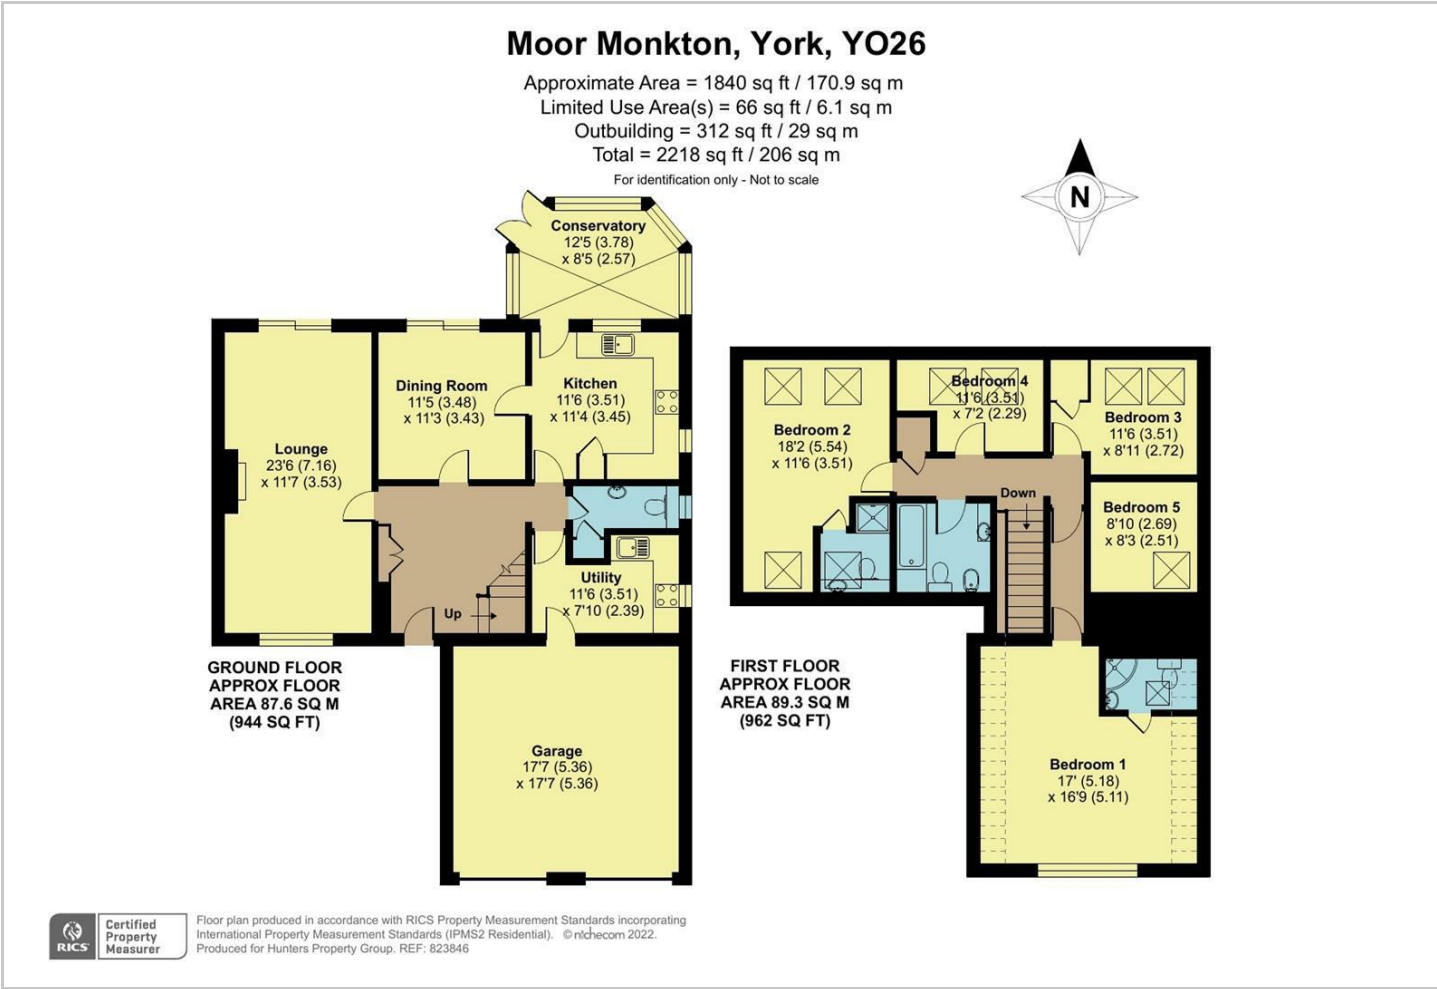 Moor Monkton, York, YO26
Approximate Area = 1840 sq ft / 170.9 sq m
Limited Use Area(s) = 66 sq ft / 6.1 sq m
Outbuilding = 312 sq ft / 29 sq m
Total = 2218 sq ft / 206 sq m
For identification only - Not to scale
N
Conservatory
12'5 (3.78)
x 8'5 (2.57)
Dining Room
11'5 (3.48)
x 11'3 (3.43)
Kitchen
11'6 (3.51)
x 11'4 (3.45)
Lounge
23'6 (7.16)
x 11'7 (3.53)
Utility
11'6 (3.51)
x 7'10 (2.39)
Up
Garage
17'7 (5.36)
x 17'7 (5.36)
GROUND FLOOR
APPROX FLOOR
AREA 87.6 SQ M
(944 SQ FT)
Bedroom 2
18'2 (5.54)
x 11'6 (3.51)
Bedroom 4
11'6 (3.51)
x 7'2 (2.29)
Bedroom 3
11'6 (3.51)
x 8'11 (2.72)
Down
Bedroom 5
8'10 (2.69)
x 8'3 (2.51)
Bedroom 1
17' (5.18)
x 16'9 (5.11)
FIRST FLOOR
APPROX FLOOR
AREA 89.3 SQ M
(962 SQ FT)
RICS
Certified
Property
Measurer
Floor plan produced in accordance with RICS Property Measurement Standards incorporating
International Property Measurement Standards (IPMS2 Residential). © nichecom 2022.
Produced for Hunters Property Group. REF: 823846